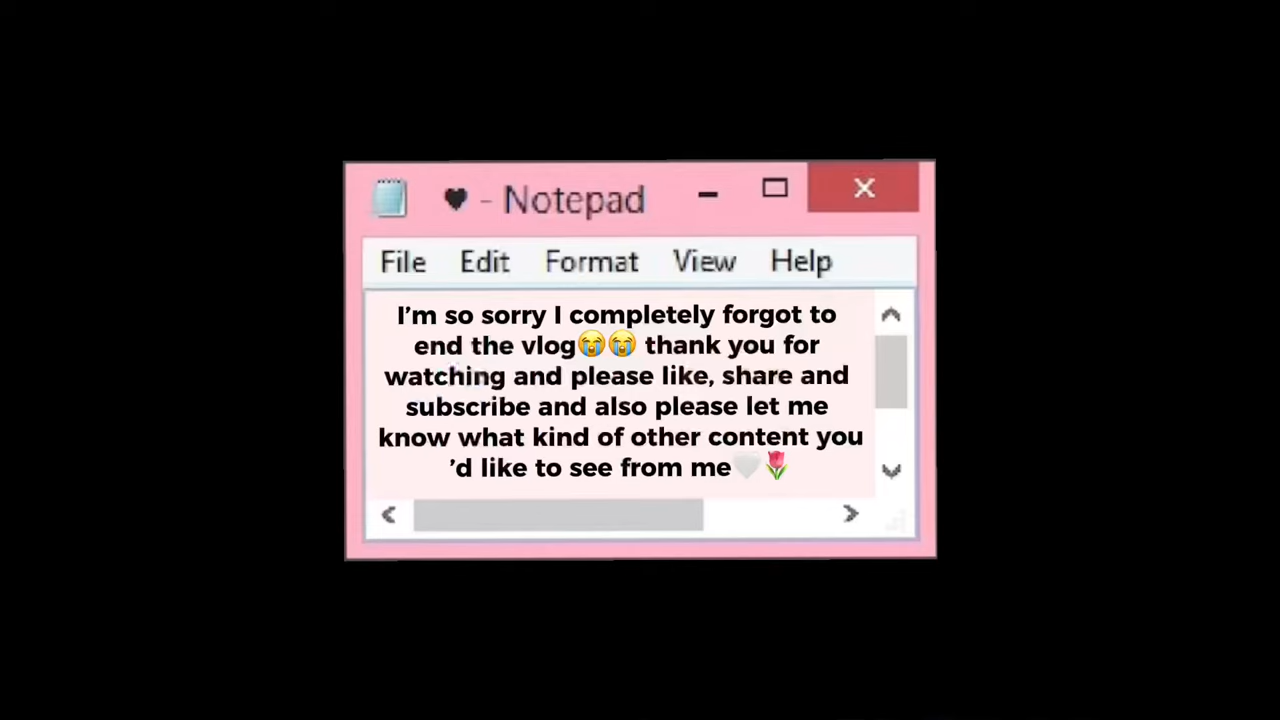 ♥ - Notepad
File Edit Format View Help
I’m so sorry I completely forgot to
end the vlog😭😭 thank you for
watching and please like, share and
subscribe and also please let me
know what kind of other content you
’d like to see from me🤍🌷